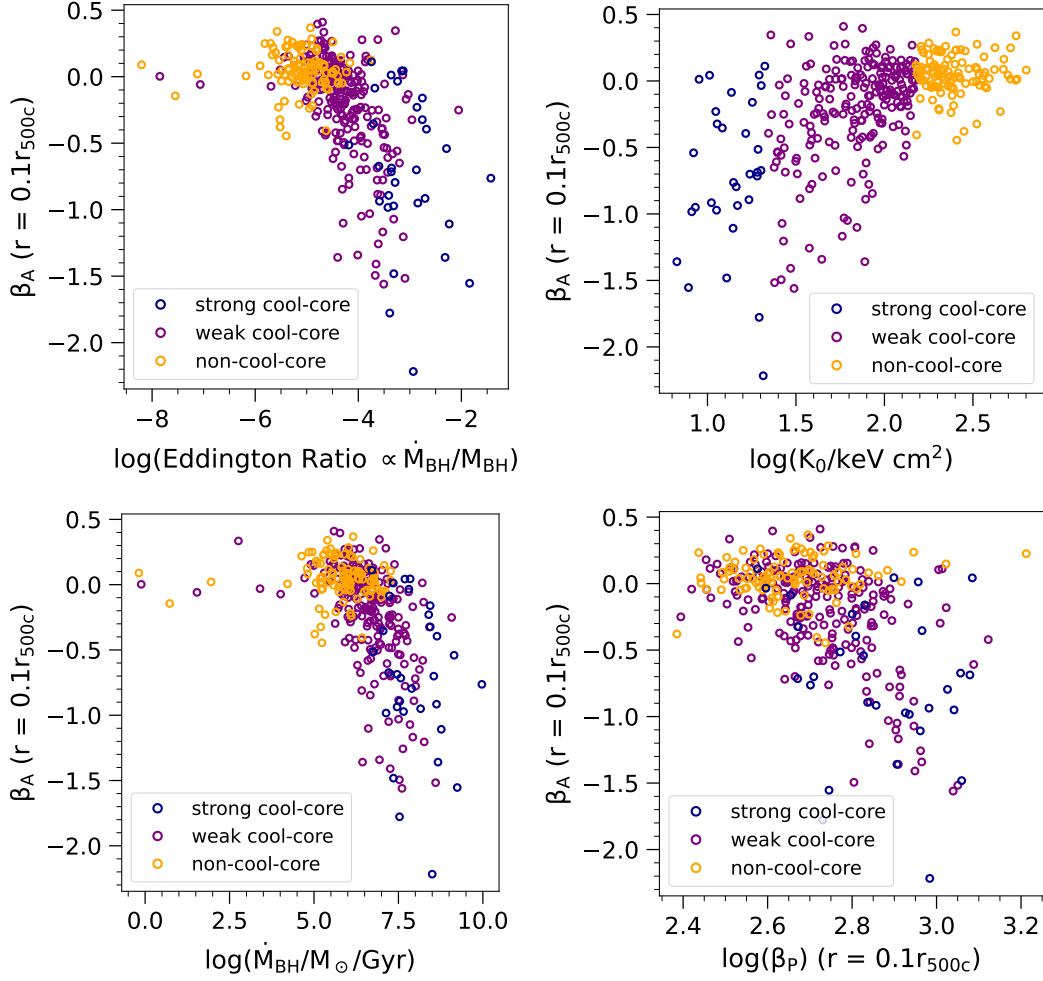 0.0
−0.5
−1.0
−1.5
−2.0
β_A (r = 0.1r_500c)
strong cool-core
weak cool-core
non-cool-core
−8
−6
−4
−2
log(Eddington Ratio ∝ Ṁ_BH/M_BH)
0.5
0.0
−0.5
−1.0
−1.5
−2.0
β_A (r = 0.1r_500c)
strong cool-core
weak cool-core
non-cool-core
1.0
1.5
2.0
2.5
log(K_0/keV cm²)
0.5
0.0
−0.5
−1.0
−1.5
−2.0
β_A (r = 0.1r_500c)
strong cool-core
weak cool-core
non-cool-core
0.0
2.5
5.0
7.5
10.0
log(Ṁ_BH/M_⊙/Gyr)
0.5
0.0
−0.5
−1.0
−1.5
−2.0
β_A (r = 0.1r_500c)
strong cool-core
weak cool-core
non-cool-core
2.4
2.6
2.8
3.0
3.2
log(β_P) (r = 0.1r_500c)